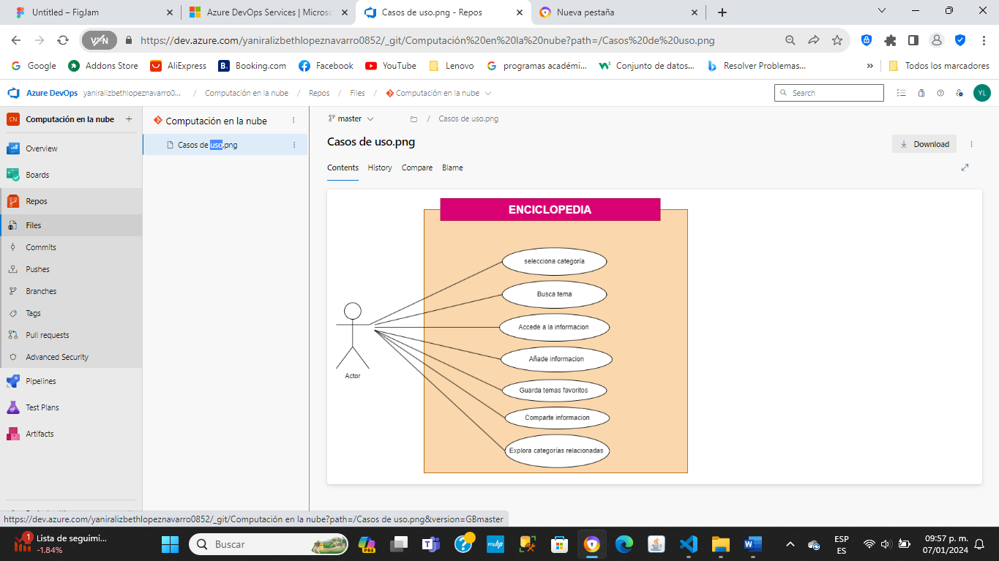 Untitled – FigJam
Azure DevOps Services | Microsc
Casos de uso.png - Repos
Nueva pestaña
VPN
https://dev.azure.com/yaniralizbethlopeznavarro0852/_git/Computación%20en%20la%20nube?path=/Casos%20de%20uso.png
Google
Addons Store
AliExpress
Booking.com
Facebook
YouTube
Lenovo
programas académi...
Conjunto de datos...
Resolver Problemas...
»
Todos los marcadores
Azure DevOps
yaniralizbethlopeznavarro0...
/
Computación en la nube
/
Repos
/
Files
/
Computación en la nube
Search
YL
CN
Computación en la nube
+
Overview
Boards
Repos
Files
Commits
Pushes
Branches
Tags
Pull requests
Advanced Security
Pipelines
Test Plans
Artifacts
Computación en la nube
Casos de uso.png
master
/
Casos de uso.png
Casos de uso.png
Download
Contents
History
Compare
Blame
ENCICLOPEDIA
selecciona categoría
Busca tema
Accede a la informacion
Añade informacion
Guarda temas favoritos
Comparte informacion
Explora categorías relacionadas
Actor
https://dev.azure.com/yaniralizbethlopeznavarro0852/_git/Computación en la nube?path=/Casos de uso.png&version=GBmaster
1
Lista de seguimi...
-1.84%
Buscar
PRE
myhp
ESP
ES
09:57 p. m.
07/01/2024